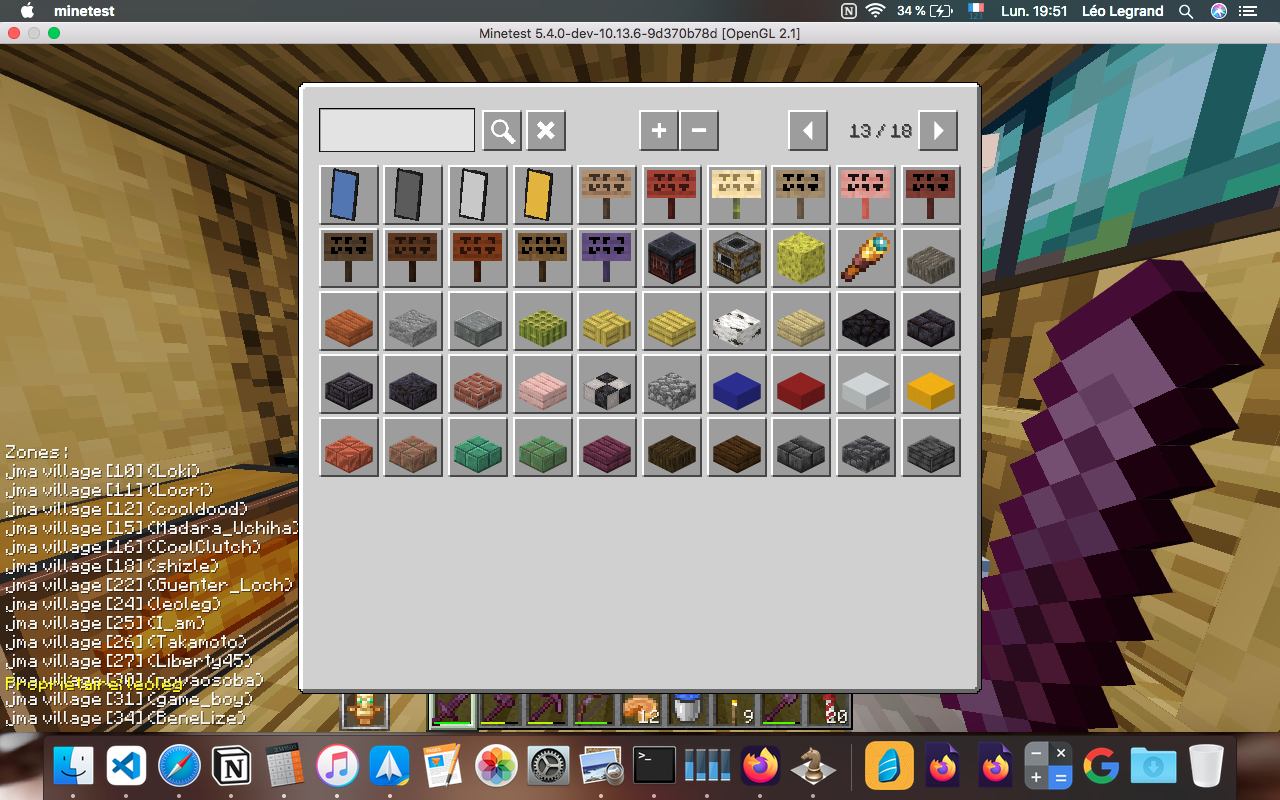 minetest
34 %
123
Lun. 19:51
Léo Legrand
Minetest 5.4.0-dev-10.13.6-9d370b78d [OpenGL 2.1]
+
−
13 / 18
Zones :
jma village [10] (Loki)
jma village [11] (Locri)
jma village [12] (cooldood)
jma village [15] (Madara_Uchiha)
jma village [16] (CoolClutch)
jma village [18] (shizle)
jma village [22] (Guenter_Loch)
jma village [24] (leoleg)
jma village [25] (I_am)
jma village [26] (Takamoto)
jma village [27] (Liberty45)
jma village
jma village [31] (game_boy)
jma village [34] (BeneLize)
12
9
20